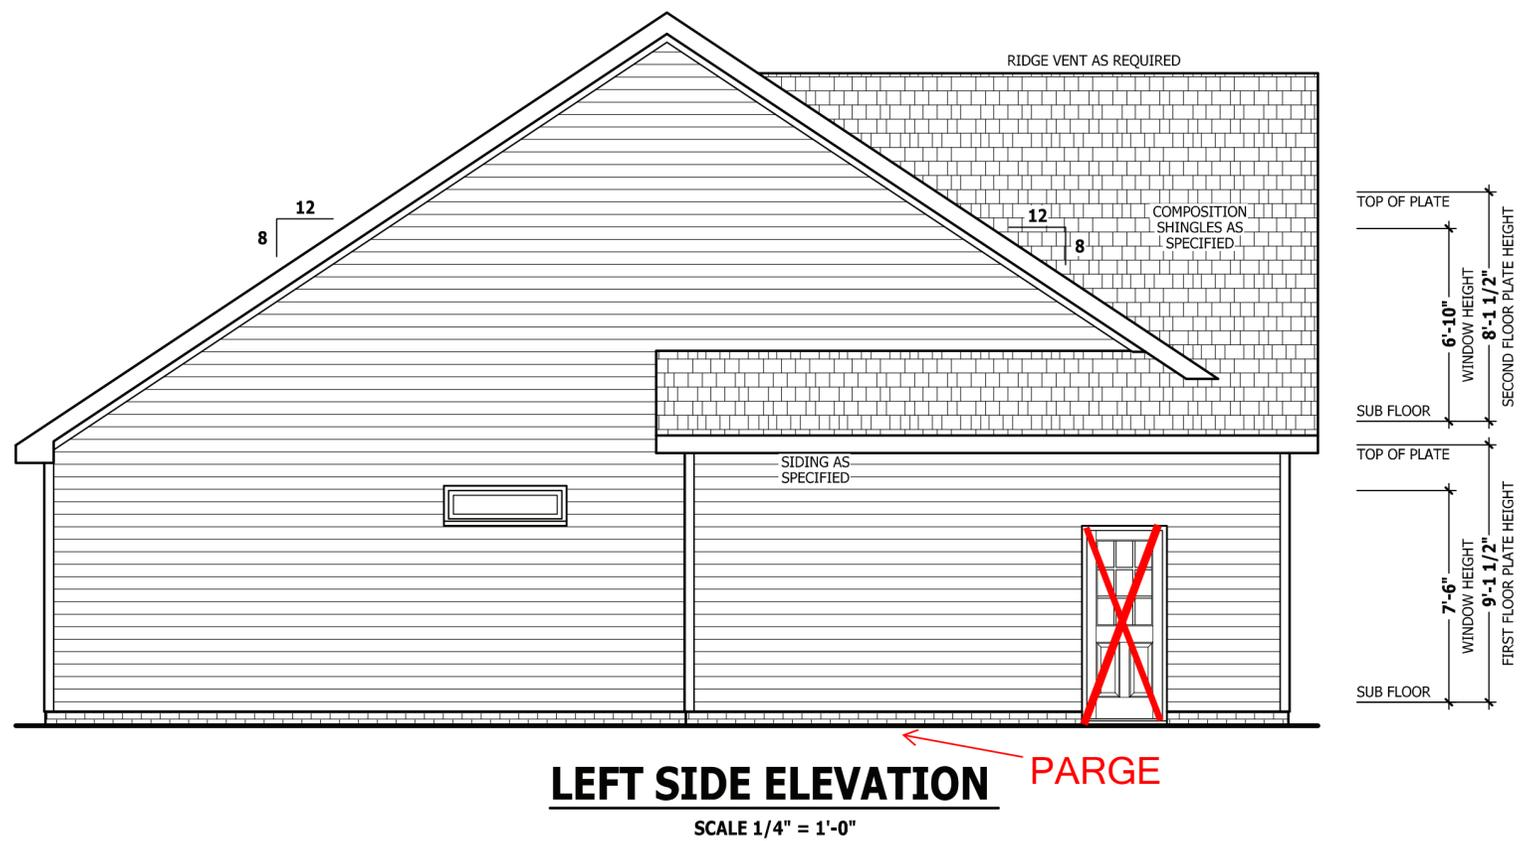 RIDGE VENT AS REQUIRED
12
8
12
8
COMPOSITION
SHINGLES AS
SPECIFIED
TOP OF PLATE
6'-10"
WINDOW HEIGHT
8'-1 1/2"
SECOND FLOOR PLATE HEIGHT
SUB FLOOR
TOP OF PLATE
SIDING AS
SPECIFIED
7'-6"
WINDOW HEIGHT
9'-1 1/2"
FIRST FLOOR PLATE HEIGHT
SUB FLOOR
PARGE
LEFT SIDE ELEVATION
SCALE 1/4" = 1'-0"